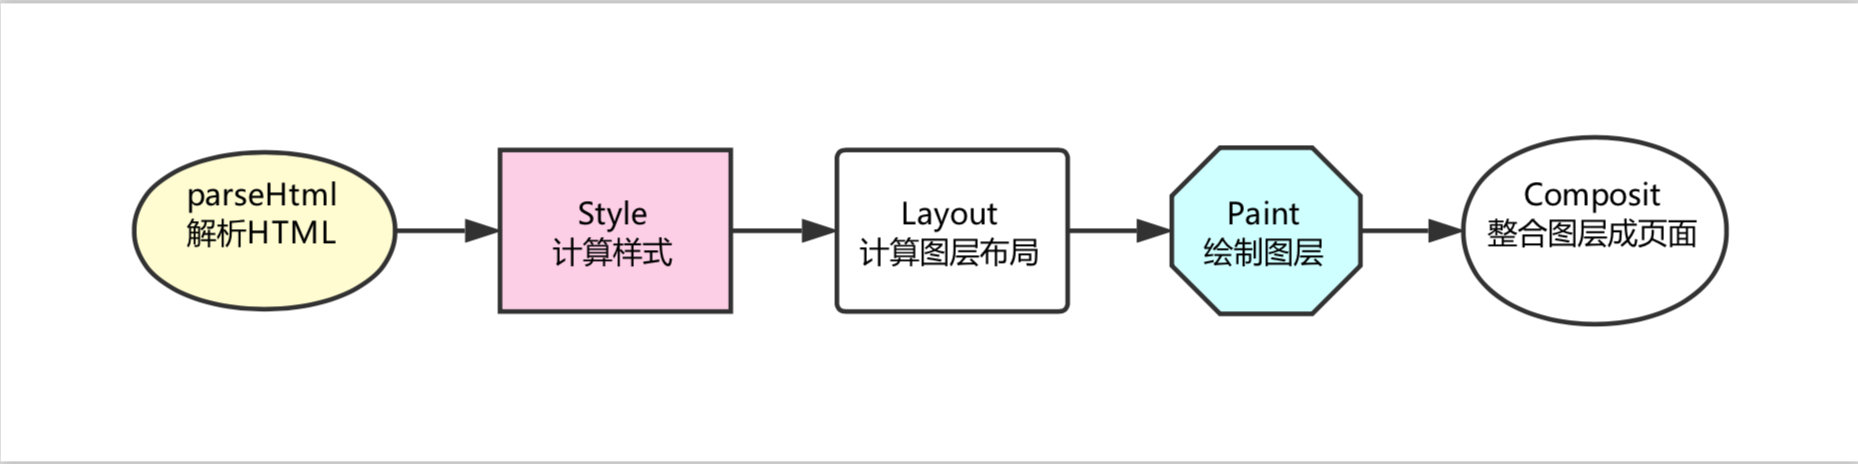 parseHtml
解析HTML
Style
计算样式
Layout
计算图层布局
Paint
绘制图层
Composit
整合图层成页面